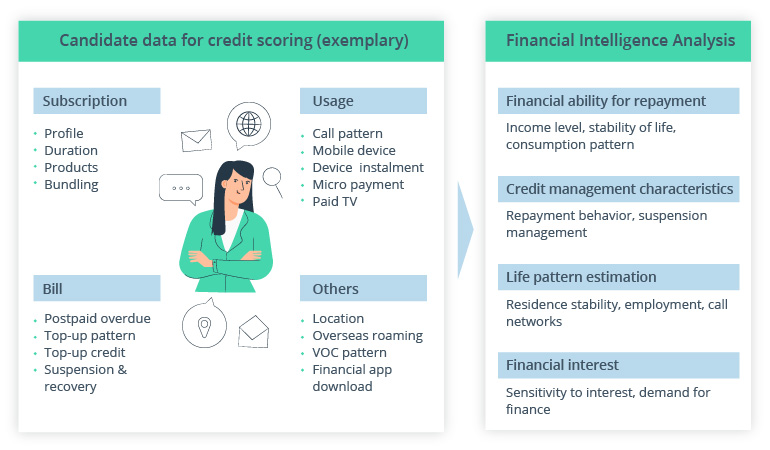 Candidate data for credit scoring (exemplary)
Subscription
Profile
Duration
Products
Bundling
Usage
Call pattern
Mobile device
Device instalment
Micro payment
Paid TV
Bill
Postpaid overdue
Top-up pattern
Top-up credit
Suspension &
recovery
Others
Location
Overseas roaming
VOC pattern
Financial app
download
Financial Intelligence Analysis
Financial ability for repayment
Income level, stability of life,
consumption pattern
Credit management characteristics
Repayment behavior, suspension
management
Life pattern estimation
Residence stability, employment, call
networks
Financial interest
Sensitivity to interest, demand for
finance